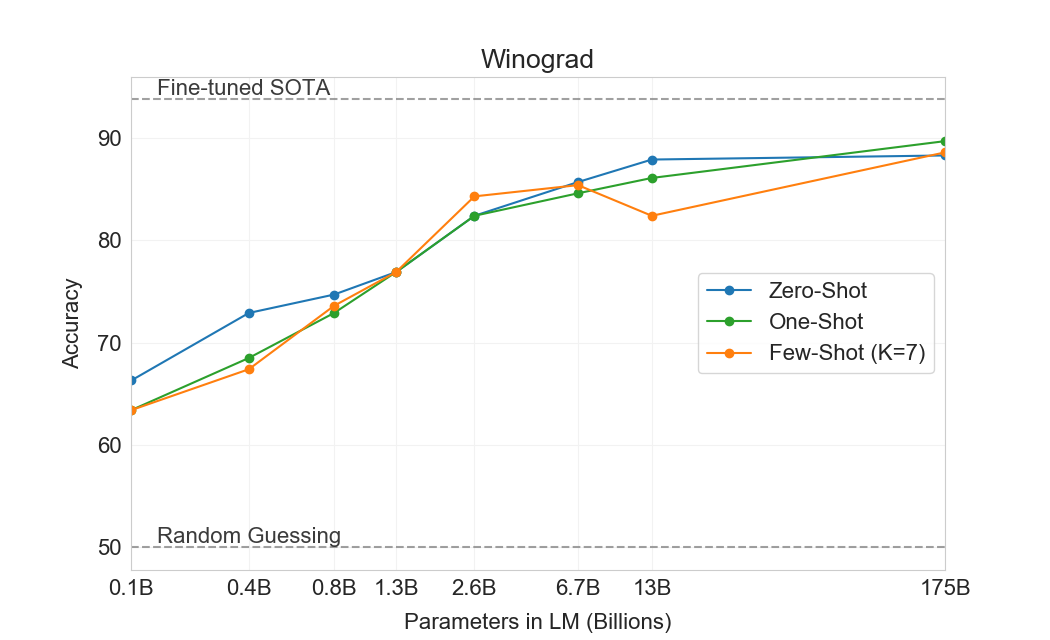 Winograd
Fine-tuned SOTA
90
80
70
60
50
Accuracy
Zero-Shot
One-Shot
Few-Shot (K=7)
Random Guessing
0.1B 0.4B 0.8B 1.3B 2.6B 6.7B 13B 175B
Parameters in LM (Billions)